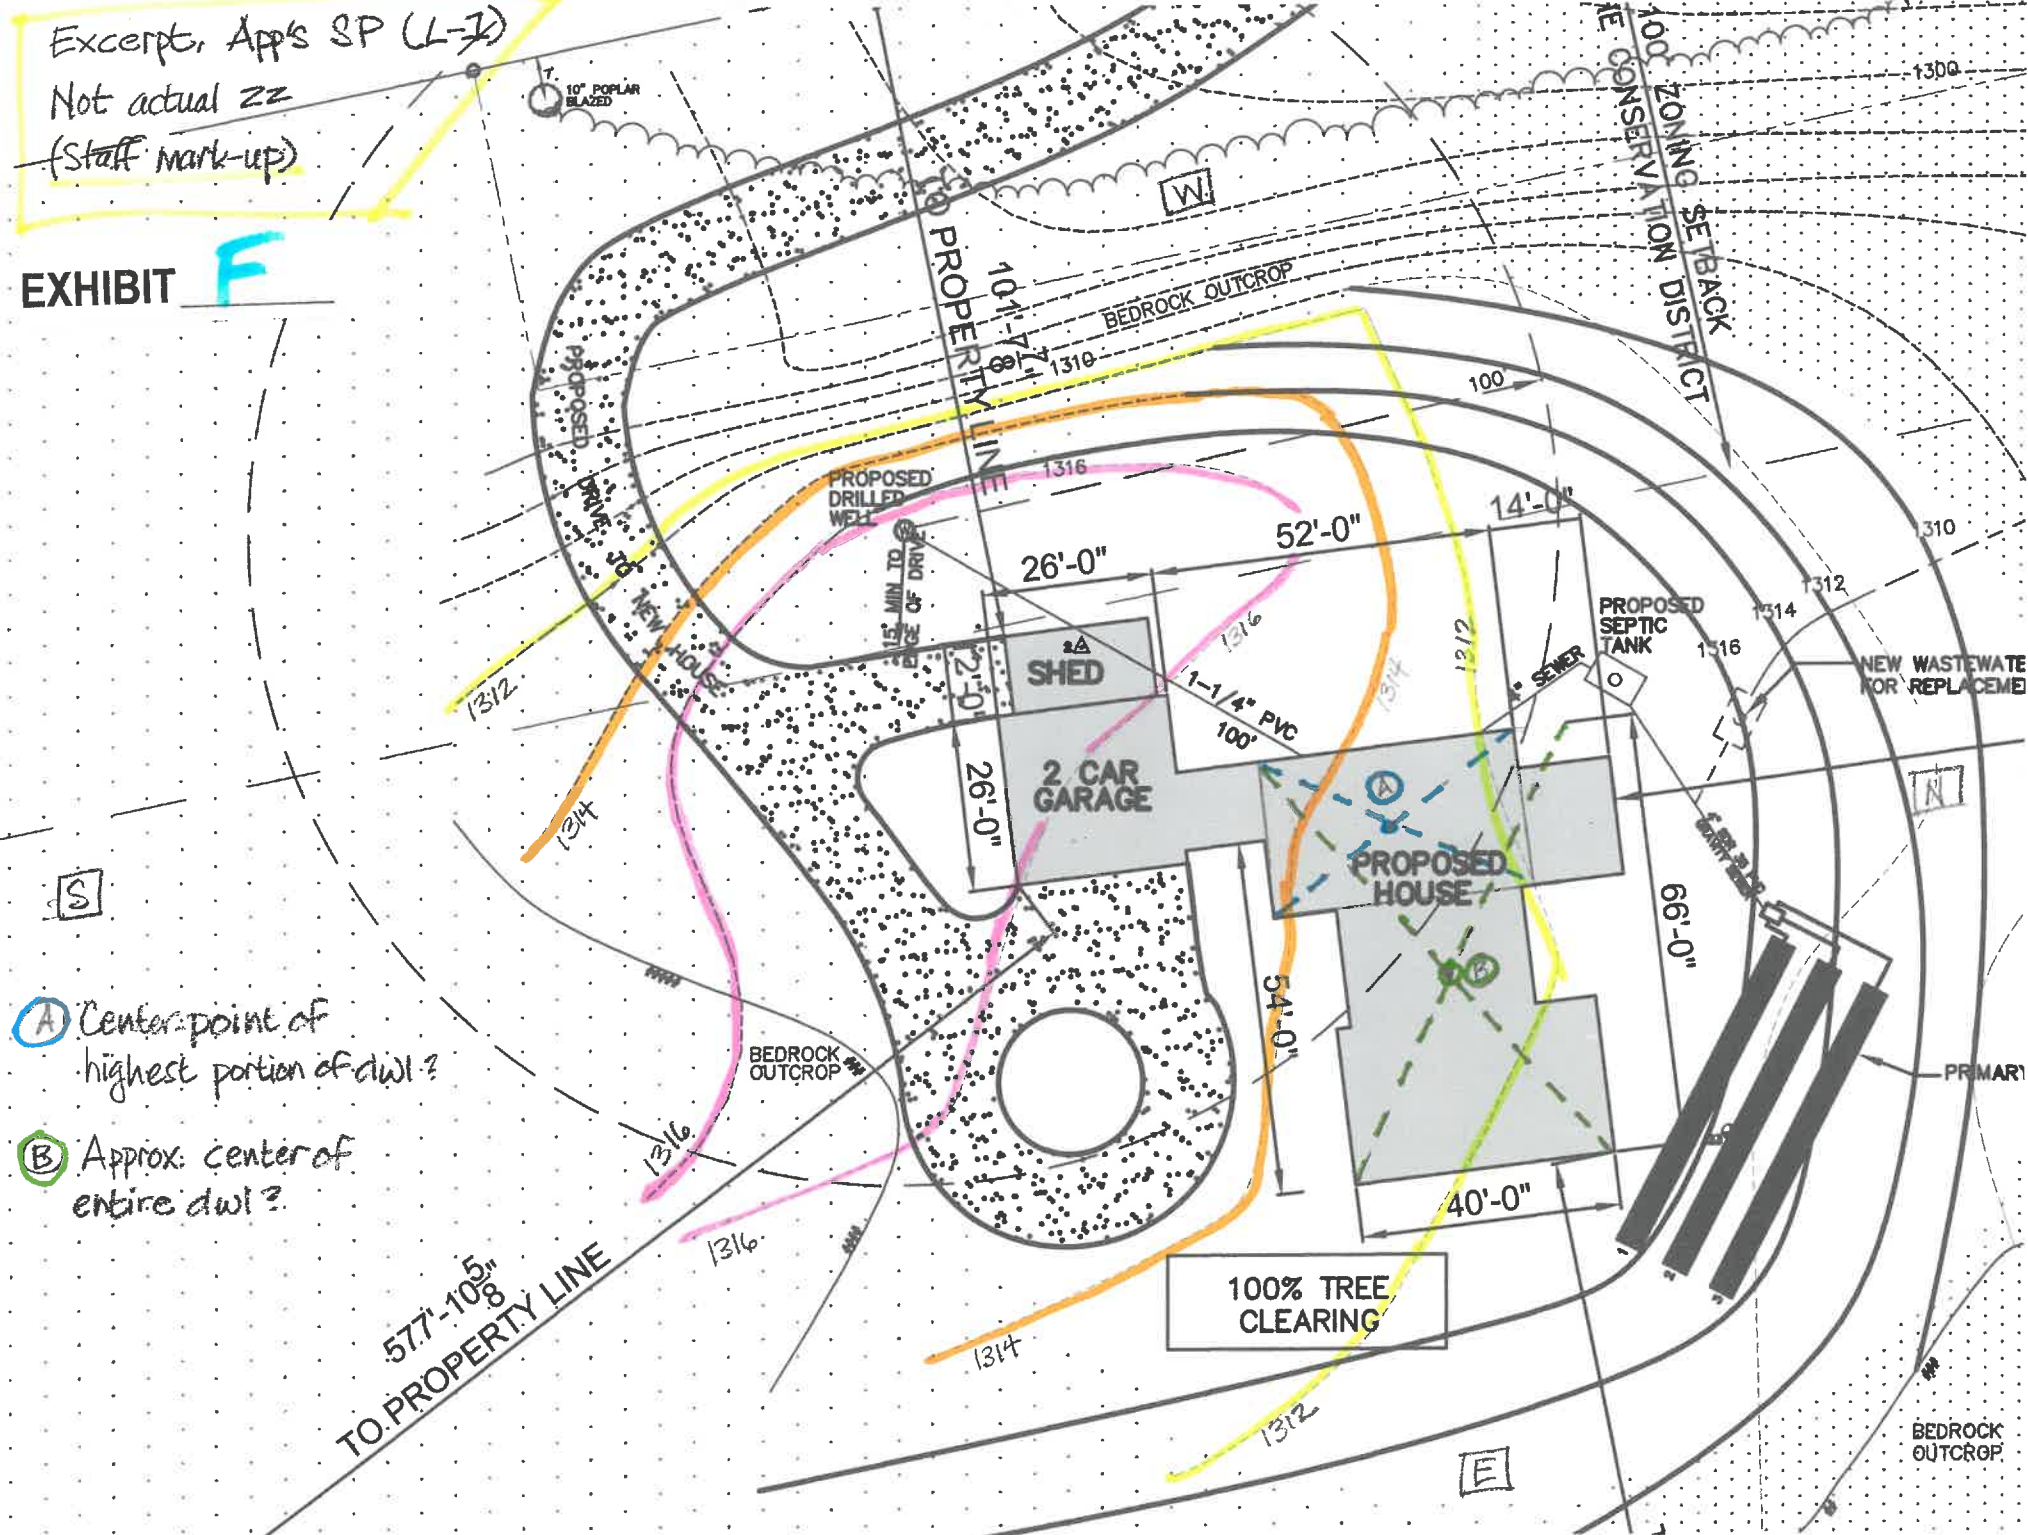 Excerpt, App's SP (L-1)
Not actual zz
(Staff mark-up)
EXHIBIT F
10" POPLAR
BLAZED
100' ZONING SETBACK
CONSERVATION DISTRICT
1300
W
PROPERTY LINE
101'-7 7/8"
BEDROCK OUTCROP
1310
100
PROPOSED
DRIVE TO
NEW HOUSE
1316
PROPOSED
DRILLED
WELL
15' MIN TO
EDGE OF DRIVE
26'-0"
52'-0"
14'-0"
1310
1312
1314
1316
PROPOSED
SEPTIC
TANK
SEWER
NEW WASTEWATE
FOR REPLACEME
1312
1316
1314
1312
SHED
12'-0"
1-1/4" PVC
100'
2 CAR
GARAGE
26'-0"
A
PROPOSED
HOUSE
N
1314
S
B
66'-0"
54'-0"
A Center-point of
highest portion of dwl?
BEDROCK
OUTCROP
PRIMARY
B Approx. center of
entire dwl?
1316
1316
40'-0"
1
2
3
577'-10 5/8"
TO PROPERTY LINE
100% TREE
CLEARING
1314
1312
E
BEDROCK
OUTCROP